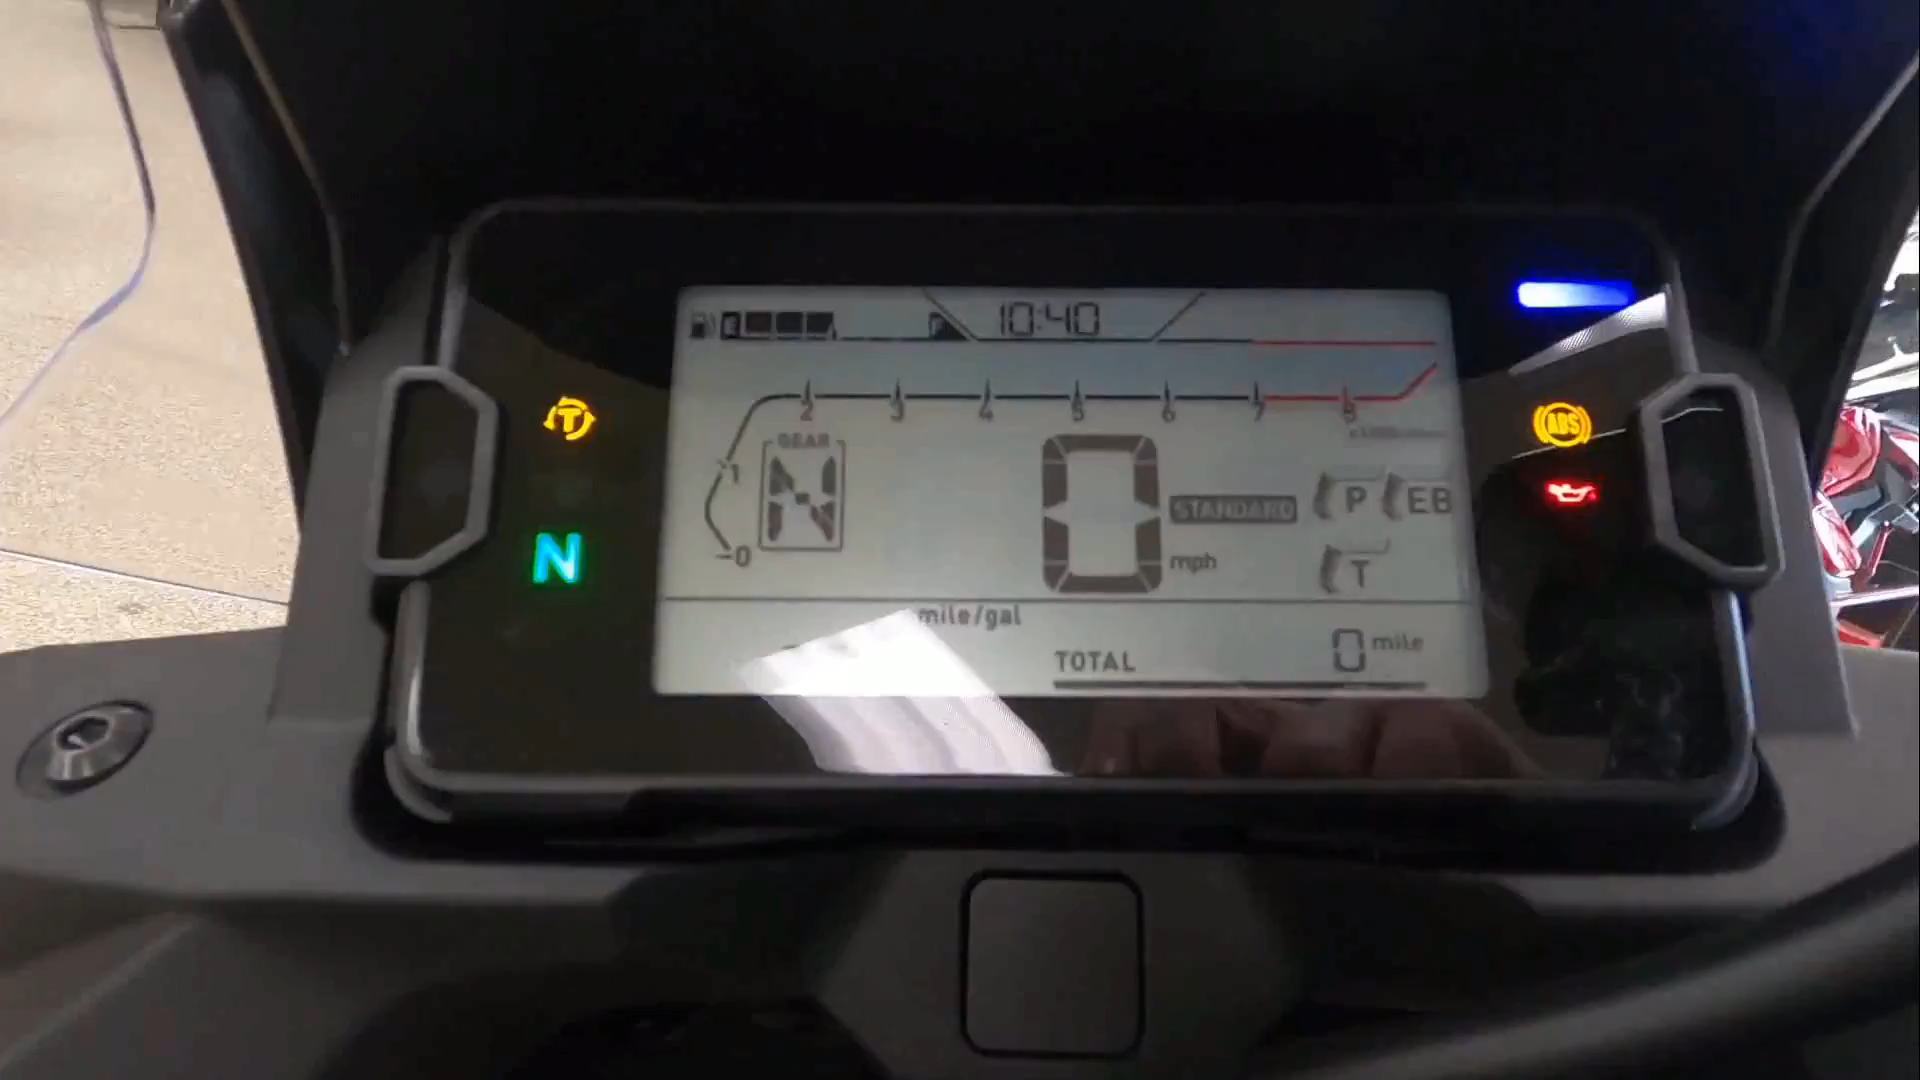 E F 10:40
2 3 4 5 6 7 8
T ABS
GEAR
1 N 0 STANDARD P EB
N 0 mph T
mile/gal
TOTAL 0 mile